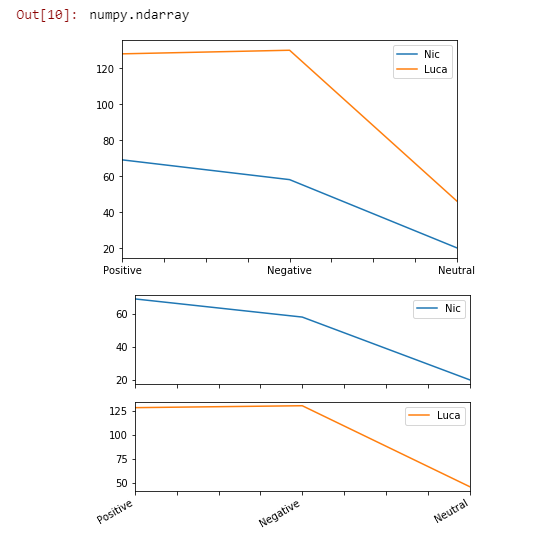 Out[10]: numpy.ndarray
Nic
Luca
120
100
80
60
40
20
Positive Negative Neutral
Nic
60
40
20
Luca
125
100
75
50
Positive Negative Neutral